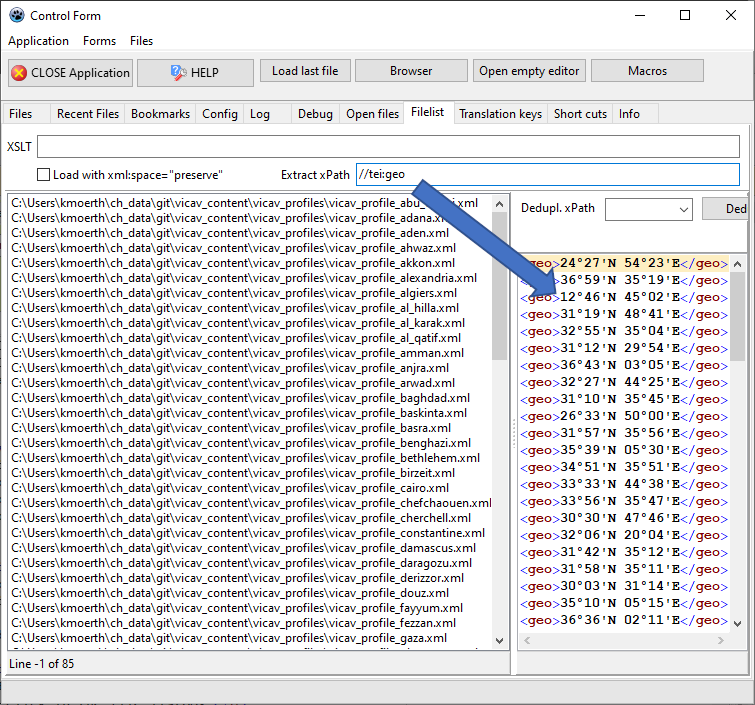 Control Form
Application Forms Files
CLOSE Application HELP Load last file Browser Open empty editor Macros
Files Recent Files Bookmarks Config Log Debug Open files Filelist Translation keys Short cuts Info
XSLT
Load with xml:space="preserve" Extract xPath //tei:geo
Dedupl. xPath Ded
C:\Users\kmoerth\ch_data\git\vicav_content\vicav_profiles\vicav_profile_abu_
C:\Users\kmoerth\ch_data\git\vicav_content\vicav_profiles\vicav_profile_adana.
C:\Users\kmoerth\ch_data\git\vicav_content\vicav_profiles\vicav_profile_aden.xml
C:\Users\kmoerth\ch_data\git\vicav_content\vicav_profiles\vicav_profile_ahwaz.xml
C:\Users\kmoerth\ch_data\git\vicav_content\vicav_profiles\vicav_profile_akkon.xml
C:\Users\kmoerth\ch_data\git\vicav_content\vicav_profiles\vicav_profile_alexandria.xml
C:\Users\kmoerth\ch_data\git\vicav_content\vicav_profiles\vicav_profile_algiers.xml
C:\Users\kmoerth\ch_data\git\vicav_content\vicav_profiles\vicav_profile_al_hilla.xml
C:\Users\kmoerth\ch_data\git\vicav_content\vicav_profiles\vicav_profile_al_karak.xml
C:\Users\kmoerth\ch_data\git\vicav_content\vicav_profiles\vicav_profile_al_qatif.xml
C:\Users\kmoerth\ch_data\git\vicav_content\vicav_profiles\vicav_profile_amman.xml
C:\Users\kmoerth\ch_data\git\vicav_content\vicav_profiles\vicav_profile_anjra.xml
C:\Users\kmoerth\ch_data\git\vicav_content\vicav_profiles\vicav_profile_arwad.xml
C:\Users\kmoerth\ch_data\git\vicav_content\vicav_profiles\vicav_profile_baghdad.xml
C:\Users\kmoerth\ch_data\git\vicav_content\vicav_profiles\vicav_profile_baskinta.xml
C:\Users\kmoerth\ch_data\git\vicav_content\vicav_profiles\vicav_profile_basra.xml
C:\Users\kmoerth\ch_data\git\vicav_content\vicav_profiles\vicav_profile_benghazi.xml
C:\Users\kmoerth\ch_data\git\vicav_content\vicav_profiles\vicav_profile_bethlehem.xml
C:\Users\kmoerth\ch_data\git\vicav_content\vicav_profiles\vicav_profile_birzeit.xml
C:\Users\kmoerth\ch_data\git\vicav_content\vicav_profiles\vicav_profile_cairo.xml
C:\Users\kmoerth\ch_data\git\vicav_content\vicav_profiles\vicav_profile_chefchaouen.xml
C:\Users\kmoerth\ch_data\git\vicav_content\vicav_profiles\vicav_profile_cherchell.xml
C:\Users\kmoerth\ch_data\git\vicav_content\vicav_profiles\vicav_profile_constantine.xml
C:\Users\kmoerth\ch_data\git\vicav_content\vicav_profiles\vicav_profile_damascus.xml
C:\Users\kmoerth\ch_data\git\vicav_content\vicav_profiles\vicav_profile_daragozu.xml
C:\Users\kmoerth\ch_data\git\vicav_content\vicav_profiles\vicav_profile_derizzor.xml
C:\Users\kmoerth\ch_data\git\vicav_content\vicav_profiles\vicav_profile_douz.xml
C:\Users\kmoerth\ch_data\git\vicav_content\vicav_profiles\vicav_profile_fayyum.xml
C:\Users\kmoerth\ch_data\git\vicav_content\vicav_profiles\vicav_profile_fezzan.xml
C:\Users\kmoerth\ch_data\git\vicav_content\vicav_profiles\vicav_profile_gaza.xml
<geo>24°27'N 54°23'E</geo>
<geo>36°59'N 35°19'E</geo>
<geo>12°46'N 45°02'E</geo>
<geo>31°19'N 48°41'E</geo>
<geo>32°55'N 35°04'E</geo>
<geo>31°12'N 29°54'E</geo>
<geo>36°43'N 03°05'E</geo>
<geo>32°27'N 44°25'E</geo>
<geo>31°10'N 35°45'E</geo>
<geo>26°33'N 50°00'E</geo>
<geo>31°57'N 35°56'E</geo>
<geo>35°39'N 05°30'E</geo>
<geo>34°51'N 35°51'E</geo>
<geo>33°33'N 44°38'E</geo>
<geo>33°56'N 35°47'E</geo>
<geo>30°30'N 47°46'E</geo>
<geo>32°06'N 20°04'E</geo>
<geo>31°42'N 35°12'E</geo>
<geo>31°58'N 35°11'E</geo>
<geo>30°03'N 31°14'E</geo>
<geo>35°10'N 05°15'E</geo>
<geo>36°36'N 02°11'E</geo>
Line -1 of 85